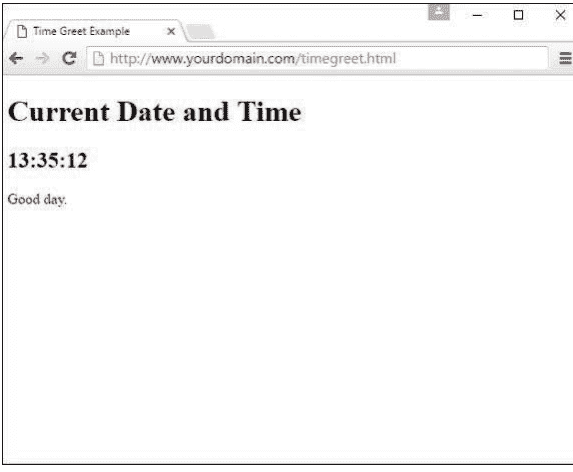 Time Greet Example
http://www.yourdomain.com/timegreet.html
Current Date and Time
13:35:12
Good day.